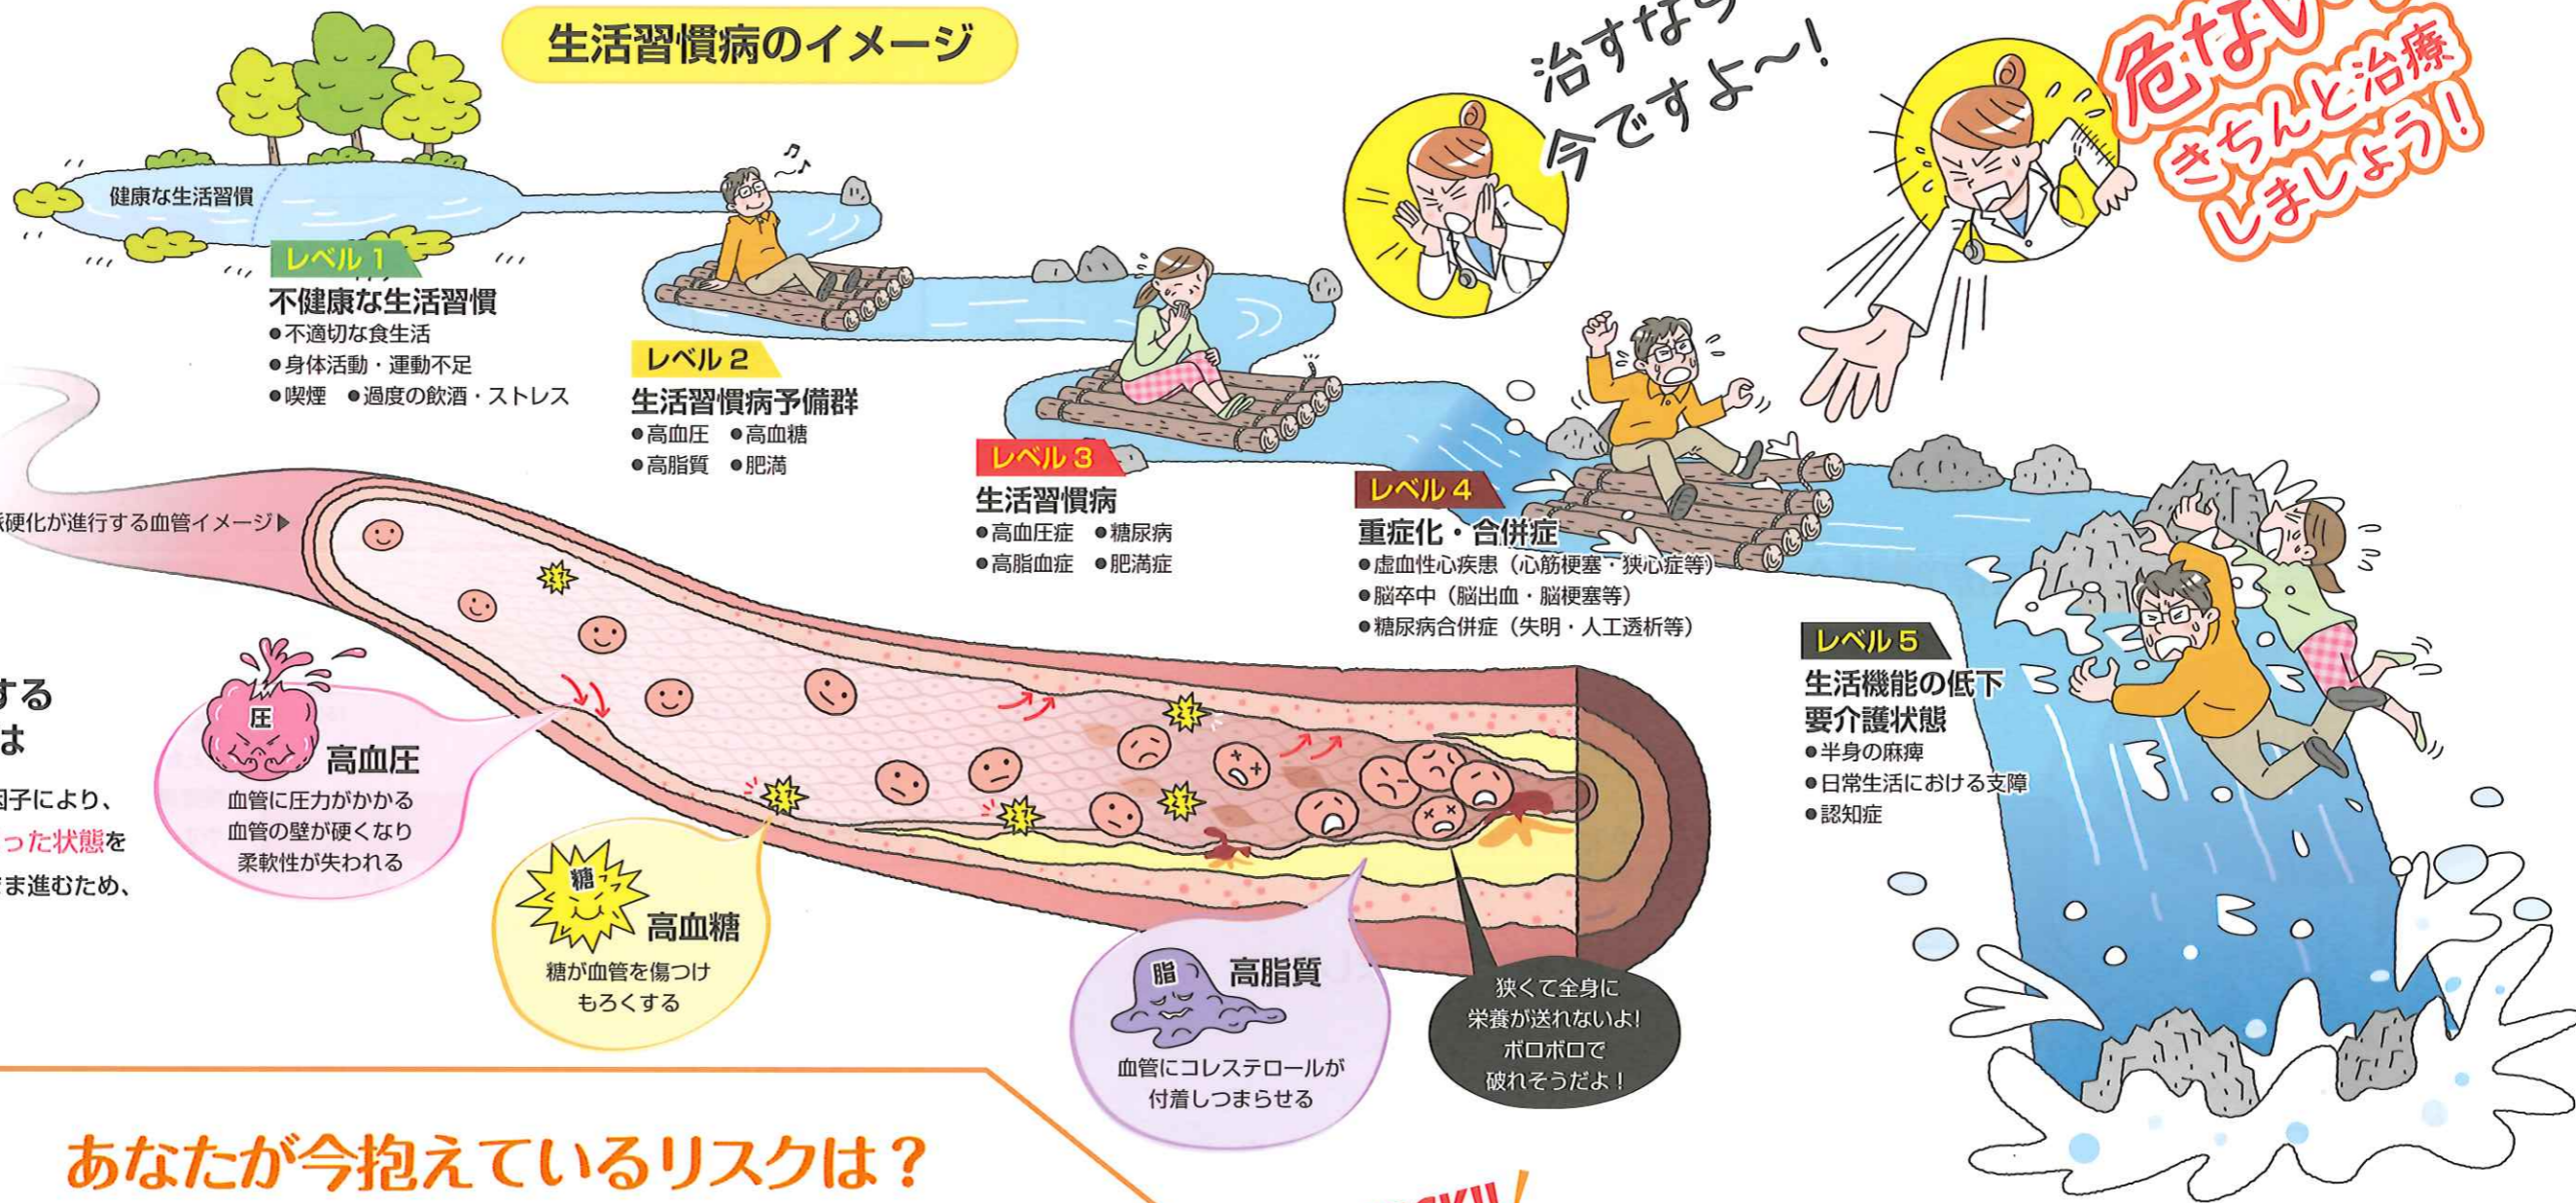 生活習慣病のイメージ
治すなら
今ですよ〜!
危ない
きちんと治療
しましょう!
健康な生活習慣
レベル1
不健康な生活習慣
●不適切な食生活
●身体活動・運動不足
●喫煙 ●過度の飲酒・ストレス
レベル2
生活習慣病予備群
●高血圧 ●高血糖
●高脂質 ●肥満
レベル3
生活習慣病
●高血圧症 ●糖尿病
●高脂血症 ●肥満症
レベル4
重症化・合併症
●虚血性心疾患(心筋梗塞・狭心症等)
●脳卒中(脳出血・脳梗塞等)
●糖尿病合併症(失明・人工透析等)
レベル5
生活機能の低下
要介護状態
●半身の麻痺
●日常生活における支障
●認知症
硬化が進行する血管イメージ▶
する
は
因子により、
った状態を
ま進むため、
圧
高血圧
血管に圧力がかかる
血管の壁が硬くなり
柔軟性が失われる
糖
高血糖
糖が血管を傷つけ
もろくする
脂
高脂質
血管にコレステロールが
付着しつまらせる
狭くて全身に
栄養が送れないよ!
ボロボロで
破れそうだよ!
あなたが今抱えているリスクは?